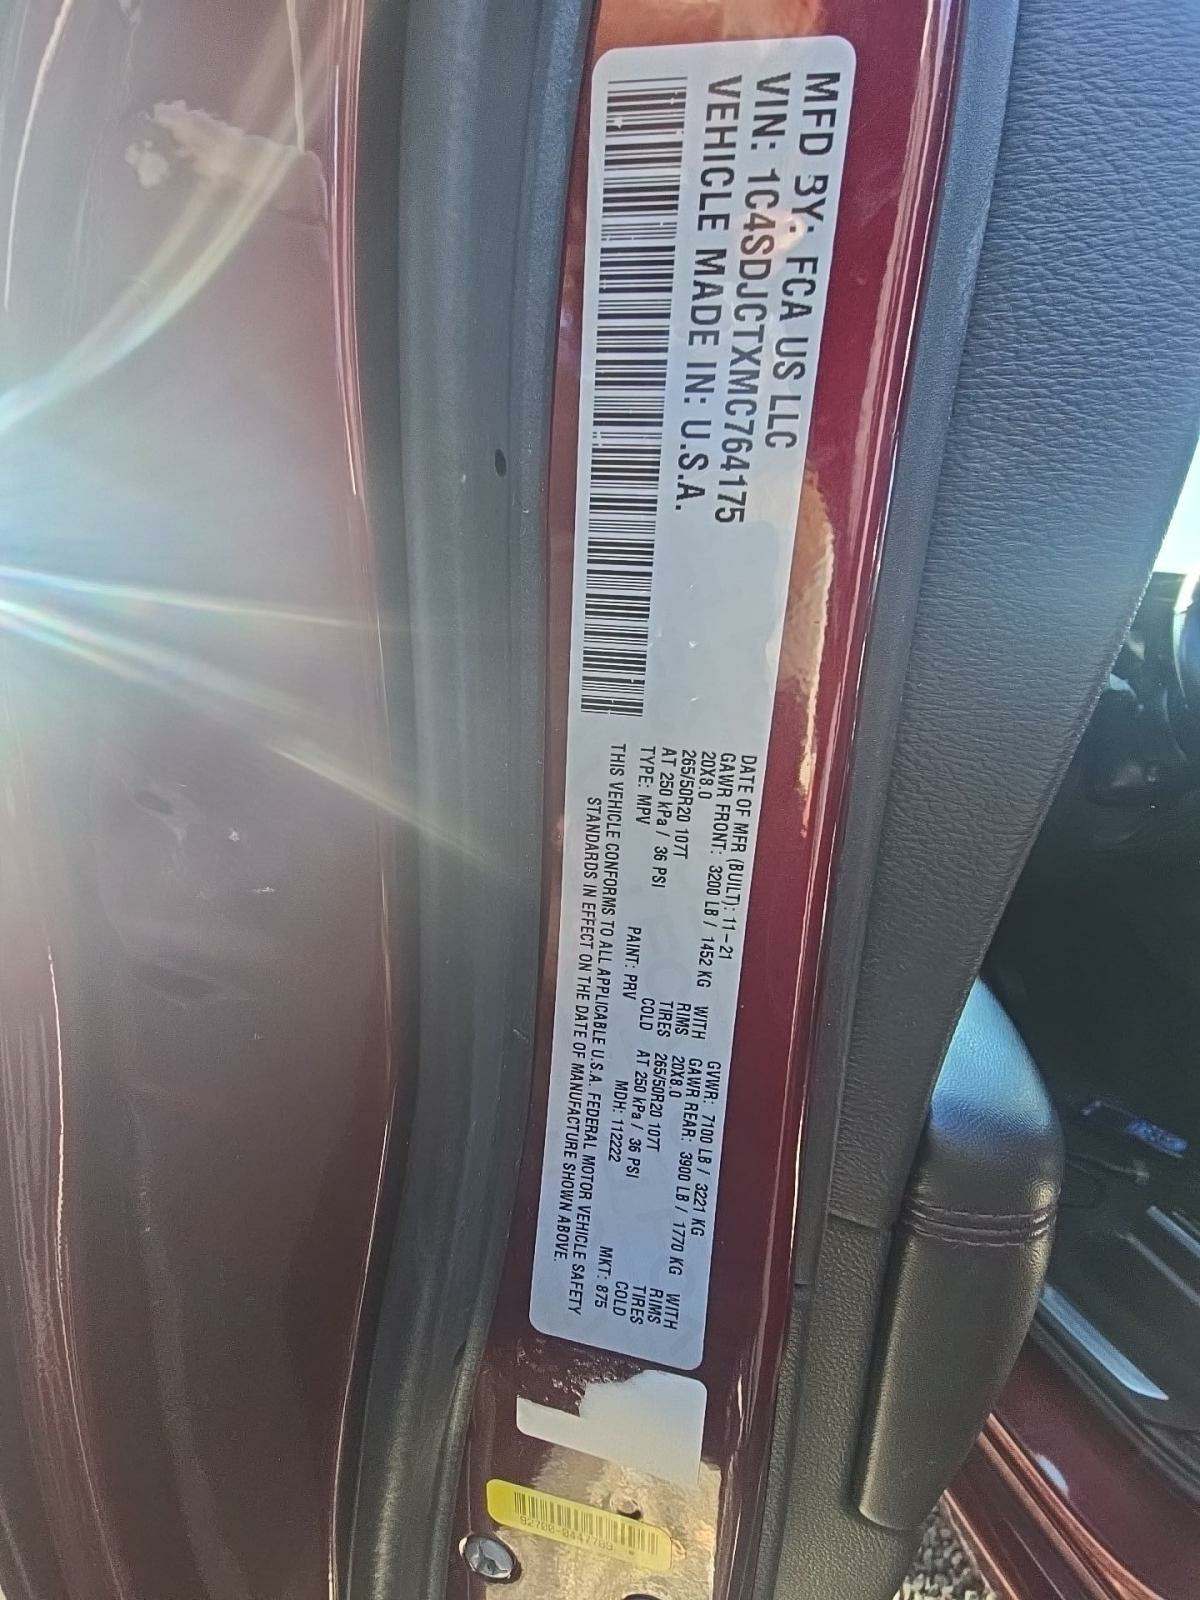 MFD BY: FCA US LLC
VIN: 1C4SDJCTXMC764175
VEHICLE MADE IN: U.S.A.
DATE OF MFR (BUILT): 11-21 GVWR: 7100 LB / 3221 KG
GAWR FRONT: 3200 LB / 1452 KG WITH GAWR REAR: 3900 LB / 1770 KG WITH
20X8.0 RIMS 20X8.0 RIMS
265/50R20 107T TIRES 265/50R20 107T TIRES
AT 250 kPa / 36 PSI COLD AT 250 kPa / 36 PSI COLD
TYPE: MPV PAINT: PRV MDH: 112222 MKT: 875
THIS VEHICLE CONFORMS TO ALL APPLICABLE U.S.A. FEDERAL MOTOR VEHICLE SAFETY
STANDARDS IN EFFECT ON THE DATE OF MANUFACTURE SHOWN ABOVE.